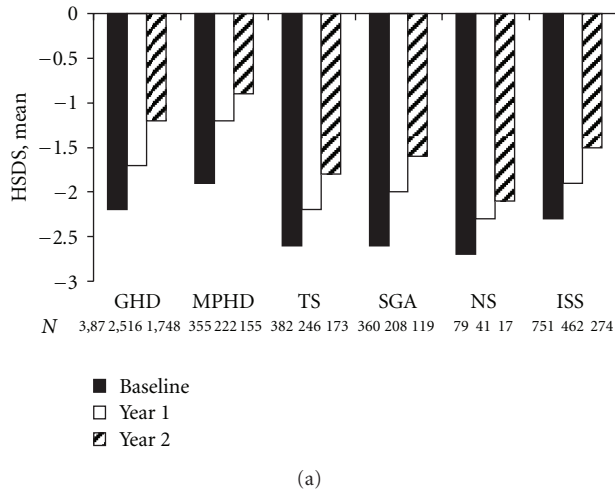 0
−0.5
−1
−1.5
−2
−2.5
−3
HSDS, mean
GHD MPHD TS SGA NS ISS
N 3,87 2,516 1,748 355 222 155 382 246 173 360 208 119 79 41 17 751 462 274
Baseline
Year 1
Year 2
(a)